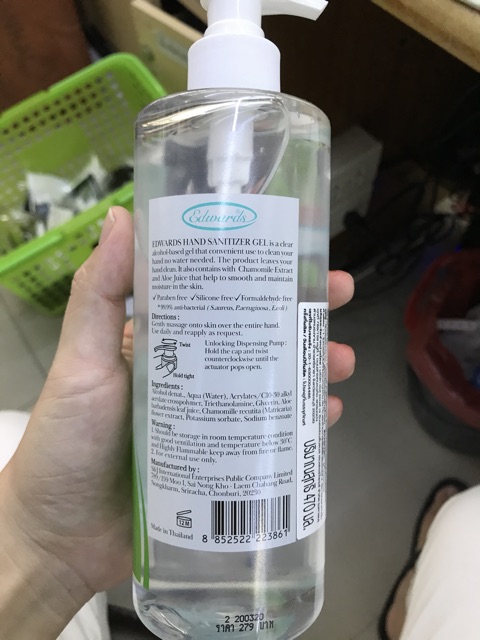 Edwards
EDWARDS HAND SANITIZER GEL is a clear
alcohol-based gel that convenient use to clean your
hand no water needed. The product leaves your
hand clean. It also contains with Chamomile Extract
and Aloe Juice that help to smooth and maintain
moisture in the skin.
✓ Paraben free ✓ Silicone free ✓ Formaldehyde free
*99.9% anti-bacterial ( S.aureus, P.aeruginosa, E.coli )
Directions :
Gently massage onto skin over the entire hand.
Use daily and reapply as request.
Twist
Hold tight
Unlocking Dispensing Pump :
Hold the cap and twist
counterclockwise until the
actuator pops open.
Ingredients :
Alcohol denat., Aqua (Water), Acrylates/ C10-30 alkyl
acrylate crosspolymer, Triethanolamine, Glycerin, Aloe
barbadensis leaf juice, Chamomille recutita (Matricaria)
flower extract, Potassium sorbate, Sodium benzoate
Warning :
1. Should be storage in room temperature condition
with good ventilation and temperature below 30°C
and Highly Flammable keep away from fire or flame.
2. For external use only.
Manufactured by :
S&J International Enterprises Public Company Limited
Moo 1, Sai Nong Kho - Laem Chabang Road,
Nongkharm, Sriracha, Chonburi, 20230
12M
Made in Thailand
8 852522 223861
ปริมาณสุทธิ 470 มล.
2 200320
ราคา 279 บาท